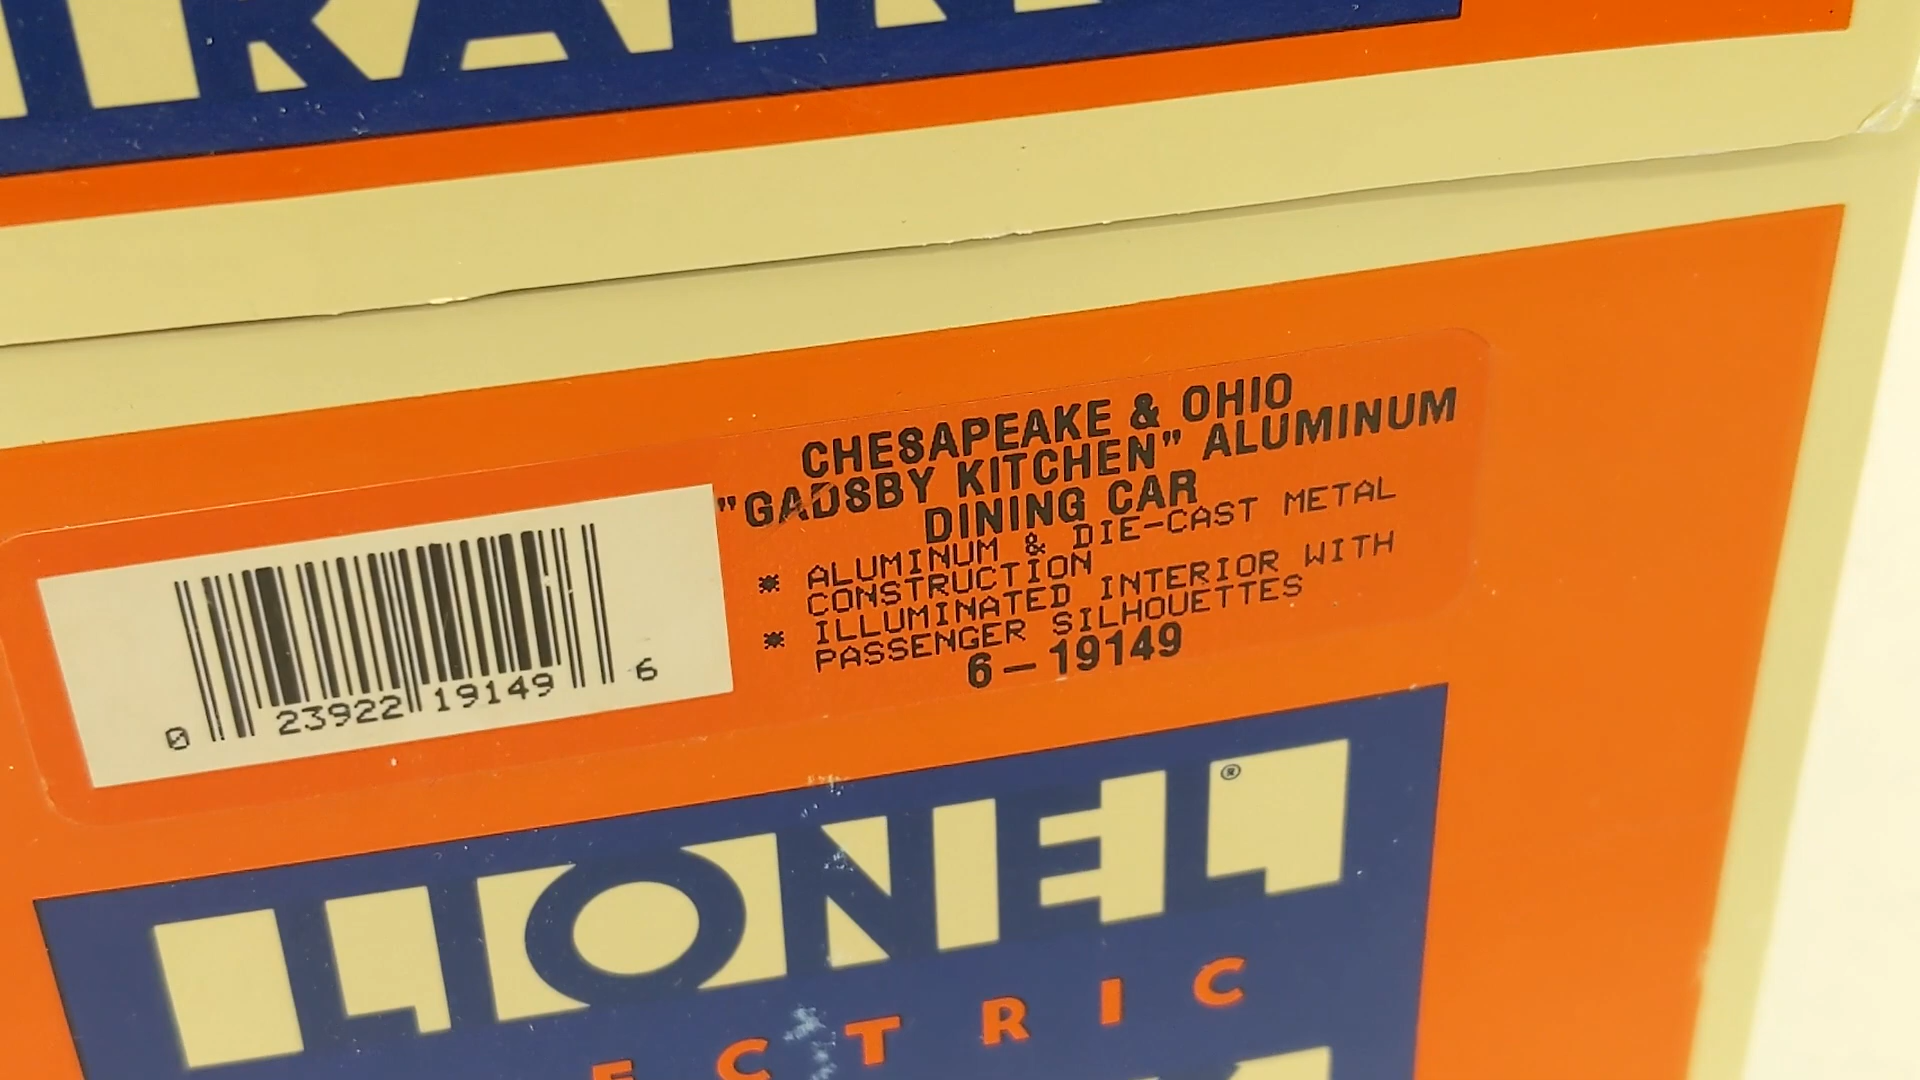 CHESAPEAKE & OHIO
"GADSBY KITCHEN" ALUMINUM
DINING CAR
* ALUMINUM & DIE-CAST METAL
CONSTRUCTION
* ILLUMINATED INTERIOR WITH
PASSENGER SILHOUETTES
6-19149
0 23922 19149 6
LIONEL®
ECTRIC